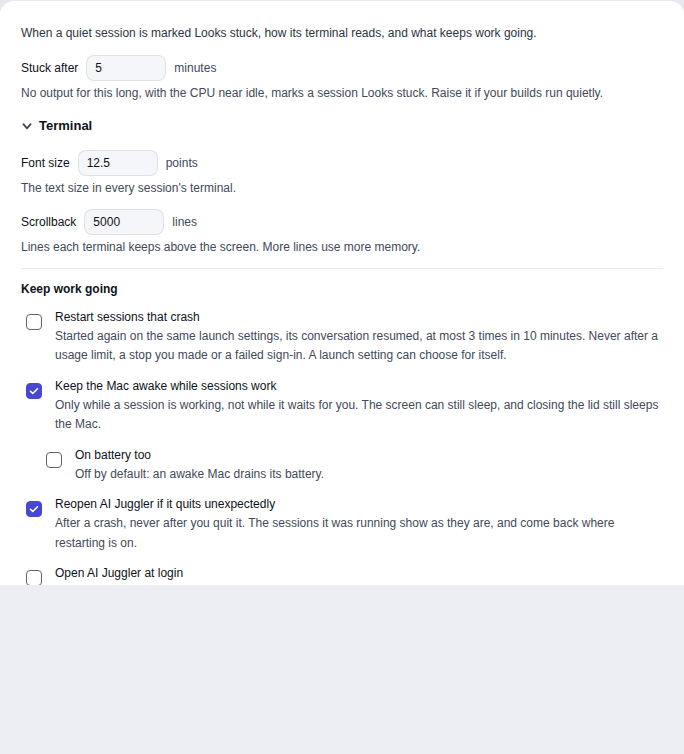 When a quiet session is marked Looks stuck, how its terminal reads, and what keeps work going.
Stuck after 5 minutes
No output for this long, with the CPU near idle, marks a session Looks stuck. Raise it if your builds run quietly.
Terminal
Font size 12.5 points
The text size in every session's terminal.
Scrollback 5000 lines
Lines each terminal keeps above the screen. More lines use more memory.
Keep work going
Restart sessions that crash
Started again on the same launch settings, its conversation resumed, at most 3 times in 10 minutes. Never after a
usage limit, a stop you made or a failed sign-in. A launch setting can choose for itself.
Keep the Mac awake while sessions work
Only while a session is working, not while it waits for you. The screen can still sleep, and closing the lid still sleeps
the Mac.
On battery too
Off by default: an awake Mac drains its battery.
Reopen AI Juggler if it quits unexpectedly
After a crash, never after you quit it. The sessions it was running show as they are, and come back where
restarting is on.
Open AI Juggler at login